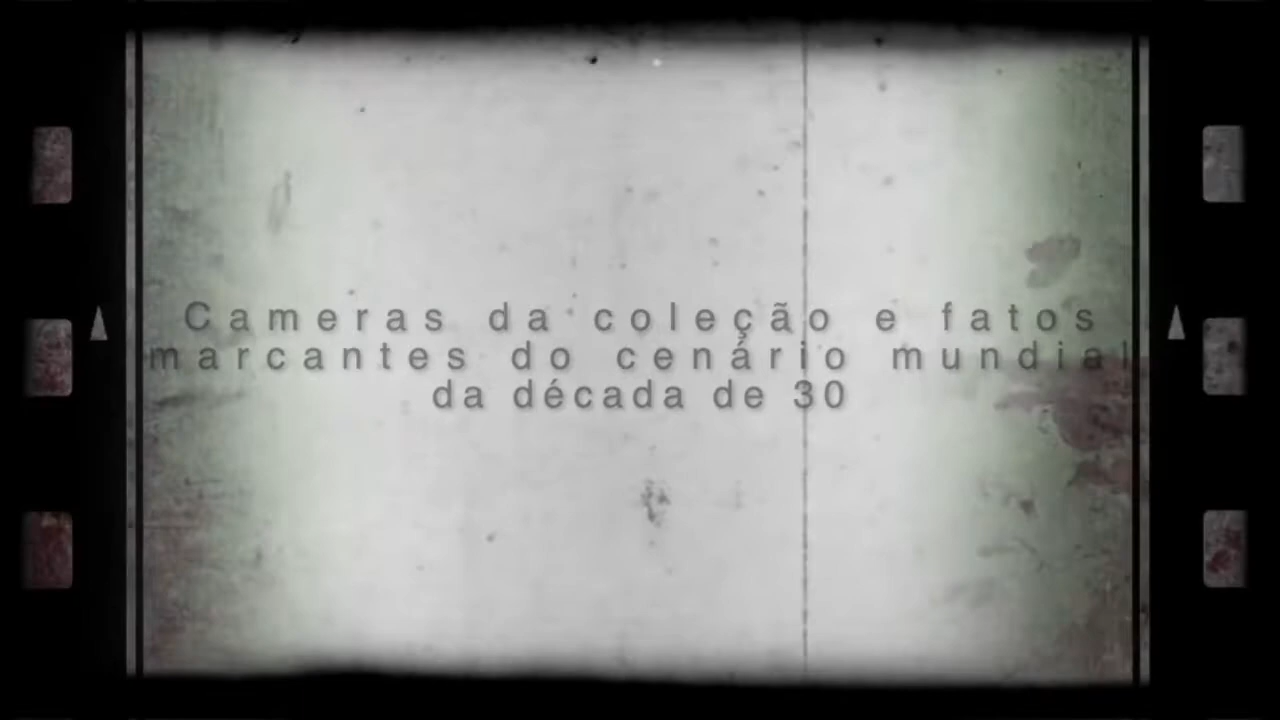 Cameras da coleção e fatos
marcantes do cenário mundial
da década de 30